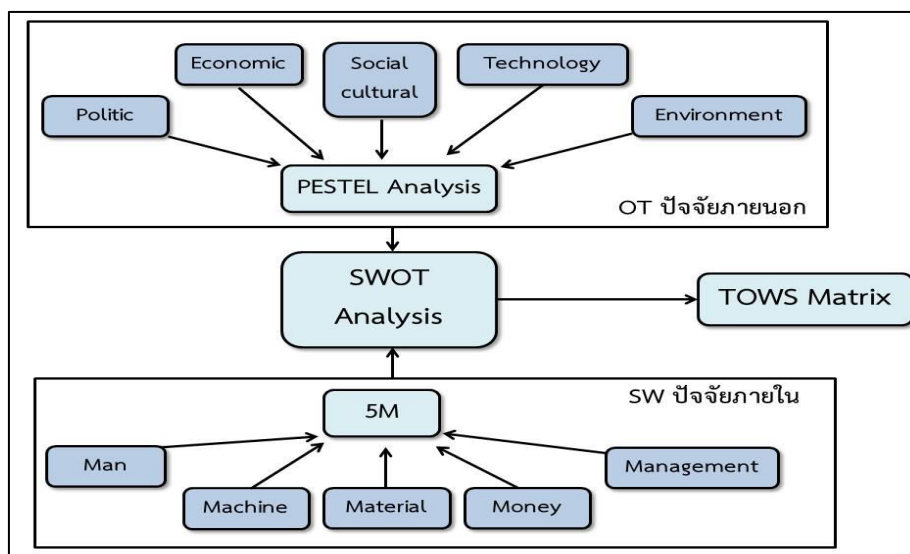 Economic
Social
cultural
Technology
Politic
Environment
PESTEL Analysis
OT ปัจจัยภายนอก
SWOT
Analysis
TOWS Matrix
SW ปัจจัยภายใน
5M
Man
Management
Machine
Material
Money